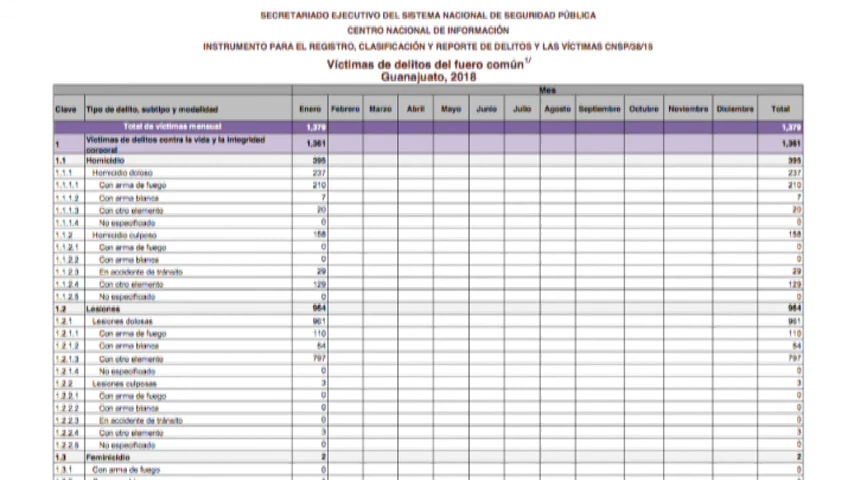 SECRETARIADO EJECUTIVO DEL SISTEMA NACIONAL DE SEGURIDAD PÚBLICA
CENTRO NACIONAL DE INFORMACIÓN
INSTRUMENTO PARA EL REGISTRO, CLASIFICACIÓN Y REPORTE DE DELITOS Y LAS VÍCTIMAS CNSP/38/15
Víctimas de delitos del fuero común 1/
Guanajuato, 2018
Mes
Clave Tipo de delito, subtipo y modalidad Enero Febrero Marzo Abril Mayo Junio Julio Agosto Septiembre Octubre Noviembre Diciembre Total
Total de víctimas mensual 1,379 1,379
1 Víctimas de delitos contra la vida y la integridad corporal 1,361 1,361
1.1 Homicidio 395 395
1.1.1 Homicidio doloso 237 237
1.1.1.1 Con arma de fuego 210 210
1.1.1.2 Con arma blanca 7 7
1.1.1.3 Con otro elemento 20 20
1.1.1.4 No especificado 0 0
1.1.2 Homicidio culposo 158 158
1.1.2.1 Con arma de fuego 0 0
1.1.2.2 Con arma blanca 0 0
1.1.2.3 En accidente de tránsito 29 29
1.1.2.4 Con otro elemento 129 129
1.1.2.5 No especificado 0 0
1.2 Lesiones 964 964
1.2.1 Lesiones dolosas 961 961
1.2.1.1 Con arma de fuego 110 110
1.2.1.2 Con arma blanca 54 54
1.2.1.3 Con otro elemento 797 797
1.2.1.4 No especificado 0 0
1.2.2 Lesiones culposas 3 3
1.2.2.1 Con arma de fuego 0 0
1.2.2.2 Con arma blanca 0 0
1.2.2.3 En accidente de tránsito 0 0
1.2.2.4 Con otro elemento 3 3
1.2.2.5 No especificado 0 0
1.3 Feminicidio 2 2
1.3.1 Con arma de fuego 0 0